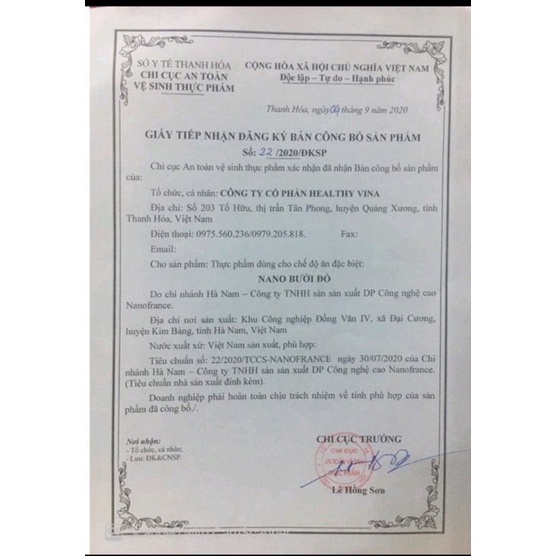 SỞ Y TẾ THANH HÓA
CHI CỤC AN TOÀN
VỆ SINH THỰC PHẨM
CỘNG HÒA XÃ HỘI CHỦ NGHĨA VIỆT NAM
Độc lập – Tự do – Hạnh phúc
Thanh Hóa, ngày 04 tháng 9 năm 2020
GIẤY TIẾP NHẬN ĐĂNG KÝ BẢN CÔNG BỐ SẢN PHẨM
Số: 22 /2020/ĐKSP
Chi cục An toàn vệ sinh thực phẩm xác nhận đã nhận Bản công bố sản phẩm
của:
Tổ chức, cá nhân: CÔNG TY CỔ PHẦN HEALTHY VINA
Địa chỉ: Số 203 Tố Hữu, thị trấn Tân Phong, huyện Quảng Xương, tỉnh
Thanh Hóa, Việt Nam
Điện thoại: 0975.560.236/0979.205.818. Fax:
Email:
Cho sản phẩm: Thực phẩm dùng cho chế độ ăn đặc biệt:
NANO BƯỞI ĐỎ
Do chi nhánh Hà Nam – Công ty TNHH sản sản xuất DP Công nghệ cao
Nanofrance.
Địa chỉ nơi sản xuất: Khu Công nghiệp Đồng Văn IV, xã Đại Cương,
huyện Kim Bảng, tỉnh Hà Nam, Việt Nam
Nước xuất xứ: Việt Nam sản xuất, phù hợp:
Tiêu chuẩn số: 22/2020/TCCS-NANOFRANCE ngày 30/07/2020 của Chi
nhánh Hà Nam – Công ty TNHH sản sản xuất DP Công nghệ cao Nanofrance.
(Tiêu chuẩn nhà sản xuất đính kèm).
Doanh nghiệp phải hoàn toàn chịu trách nhiệm về tính phù hợp của sản
phẩm đã công bố./.
Nơi nhận:
- Tổ chức, cá nhân;
- Lưu: ĐK&CNSP.
CHI CỤC TRƯỞNG
CHI CỤC
AN TOÀN VỆ SINH
THỰC PHẨM
Lê Hồng Sơn